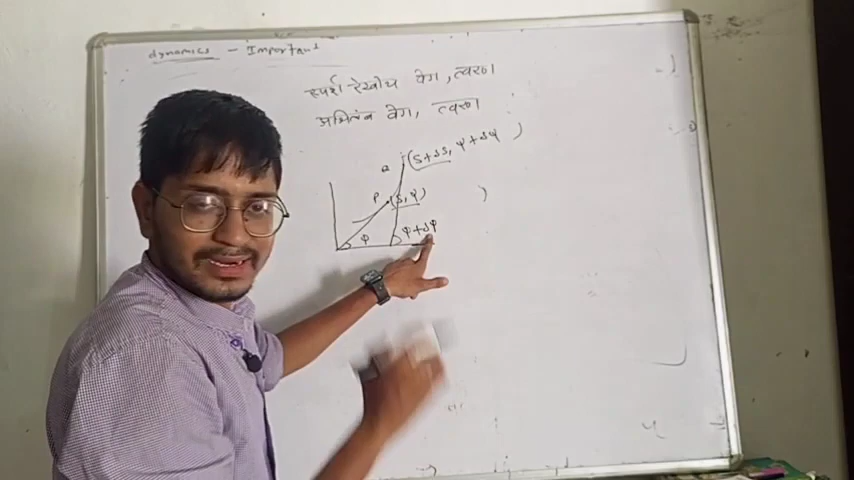 dynamics - Important
स्पर्श रेखीय वेग, त्वरण
अभिलंब वेग, त्वरण
Q (s+δs, ψ+δψ)
P (s, ψ)
ψ ψ+δψ